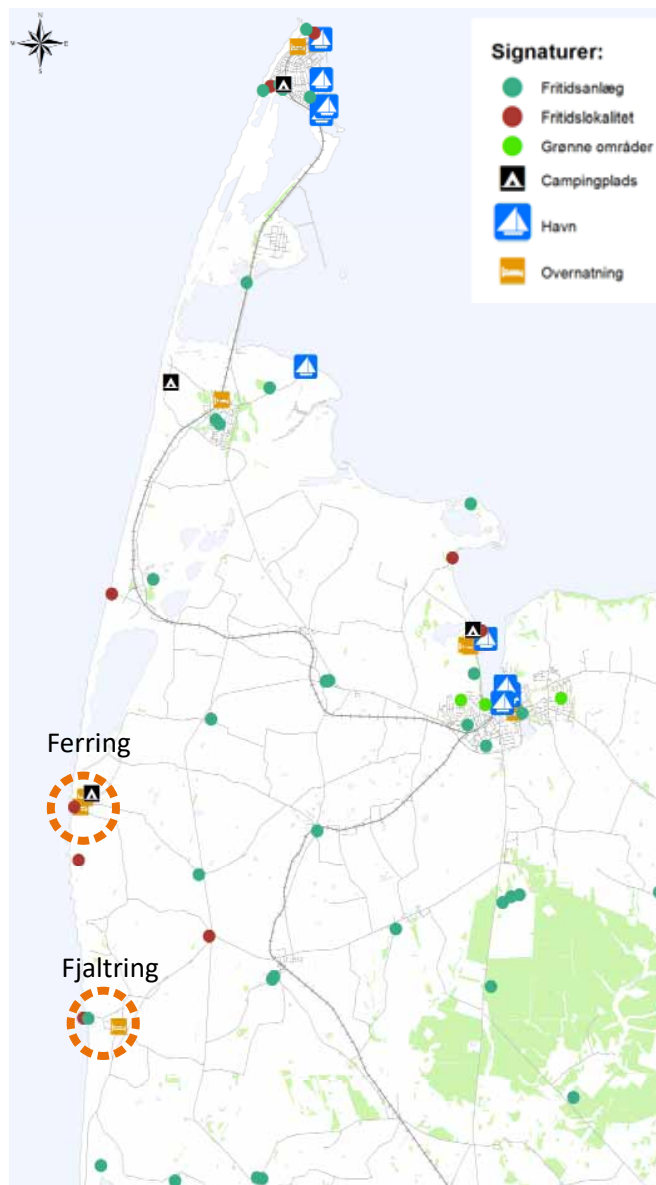 N
W E
S
Signaturer:
Fritidsanlæg
Fritidslokalitet
Grønne områder
Campingplads
Havn
Overnatning
Ferring
Fjaltring